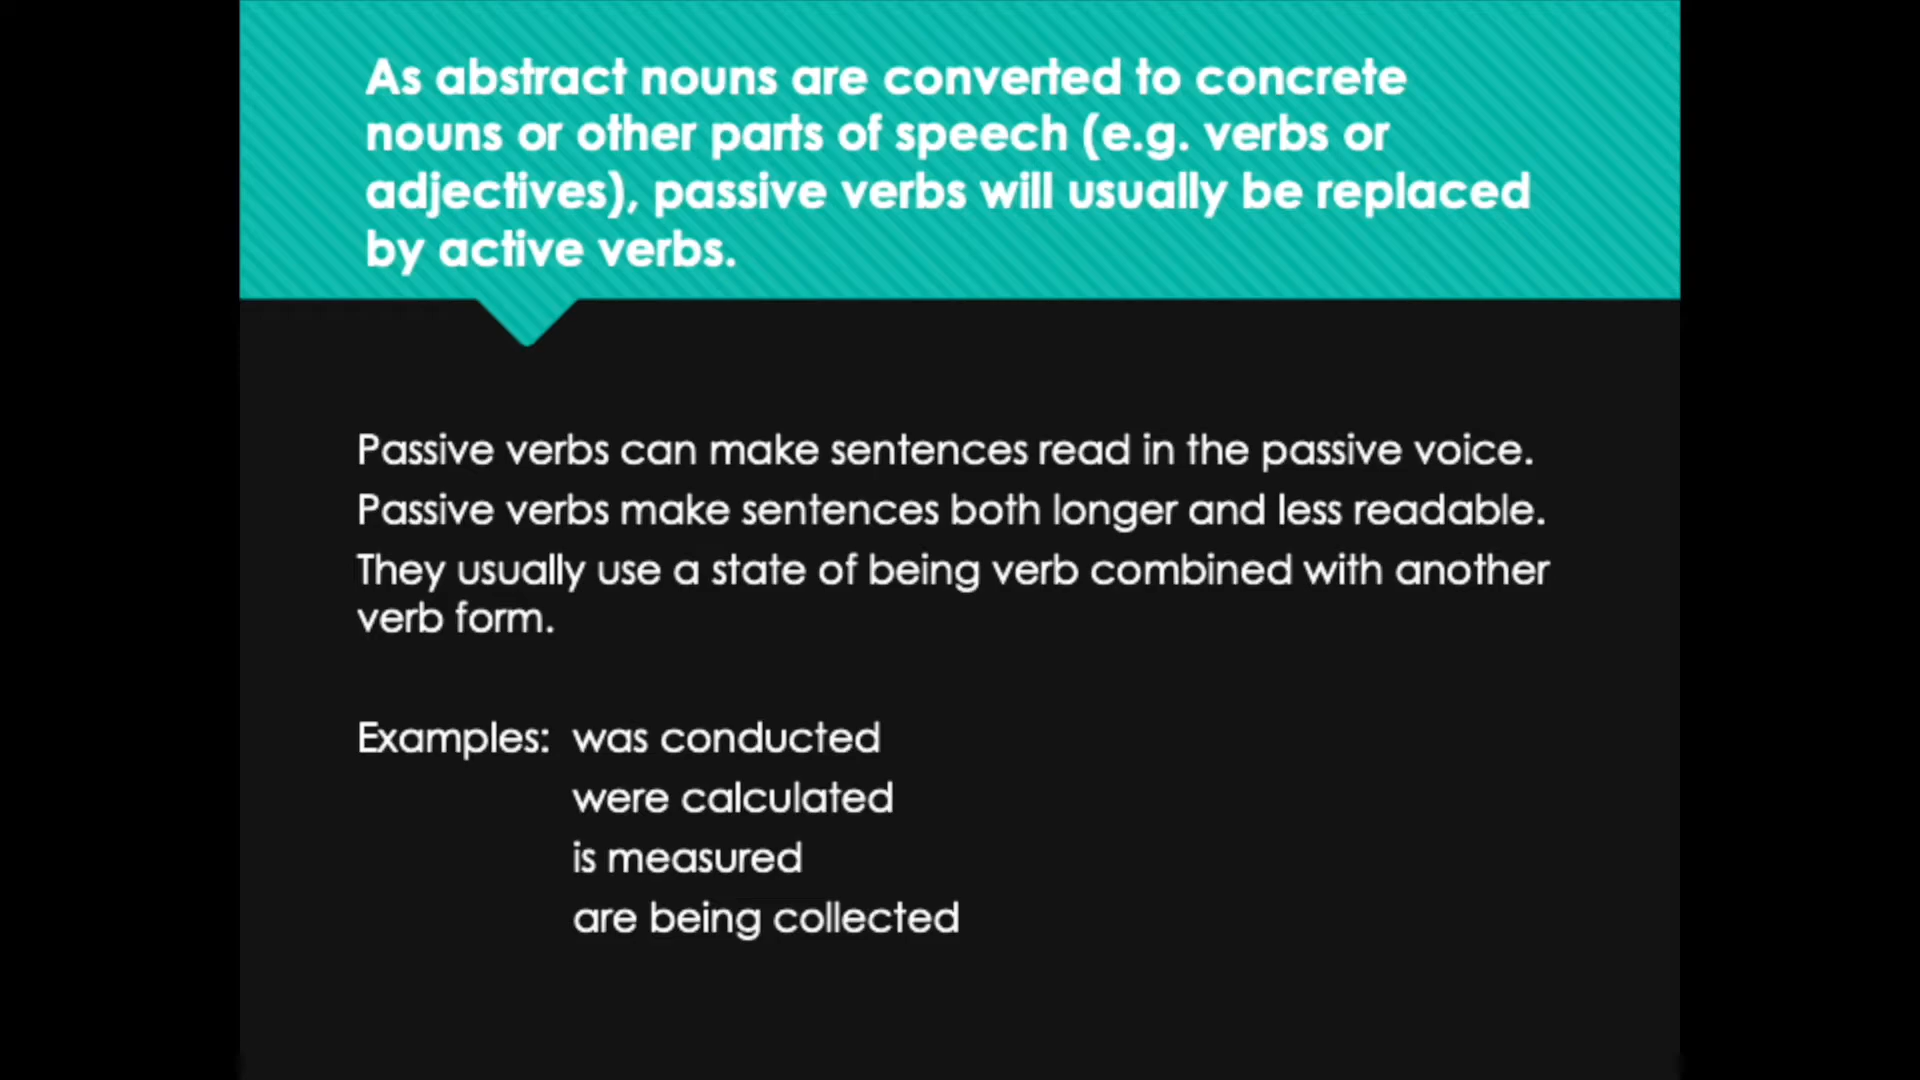 As abstract nouns are converted to concrete
nouns or other parts of speech (e.g. verbs or
adjectives), passive verbs will usually be replaced
by active verbs.
Passive verbs can make sentences read in the passive voice.
Passive verbs make sentences both longer and less readable.
They usually use a state of being verb combined with another
verb form.
Examples: was conducted
were calculated
is measured
are being collected